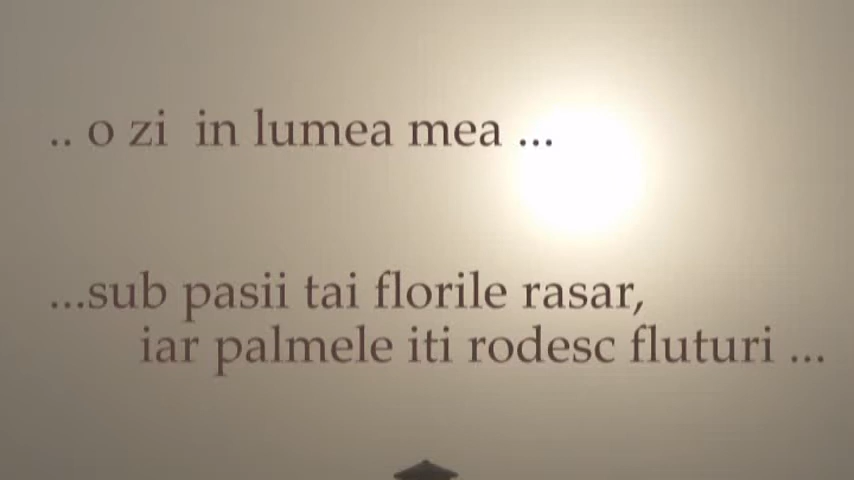 .. o zi in lumea mea ...
...sub pasii tai florile rasar,
iar palmele iti rodesc fluturi ...